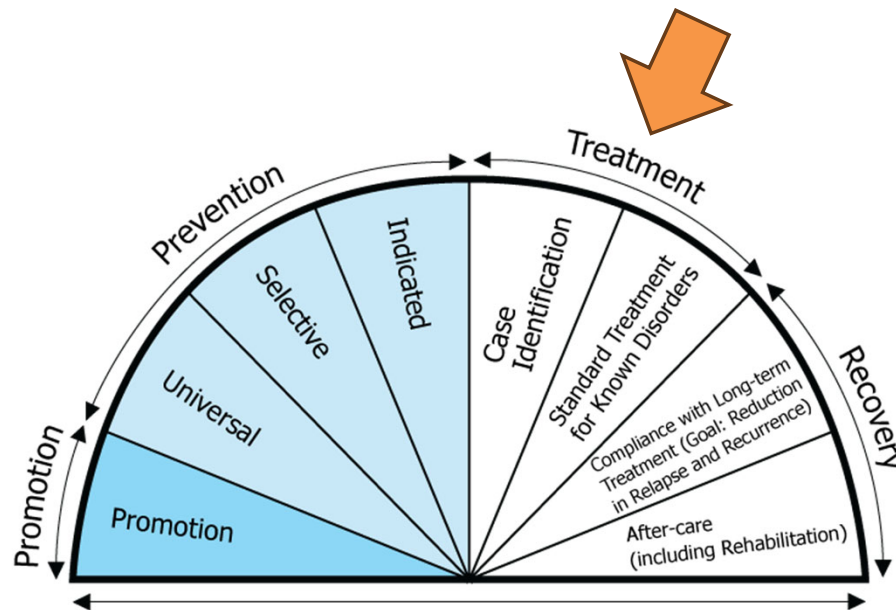 Promotion
Prevention
Treatment
Recovery
Promotion
Universal
Selective
Indicated
Case
Identification
Standard Treatment
for Known Disorders
Compliance with Long-term
Treatment (Goal: Reduction
in Relapse and Recurrence)
After-care
(including Rehabilitation)